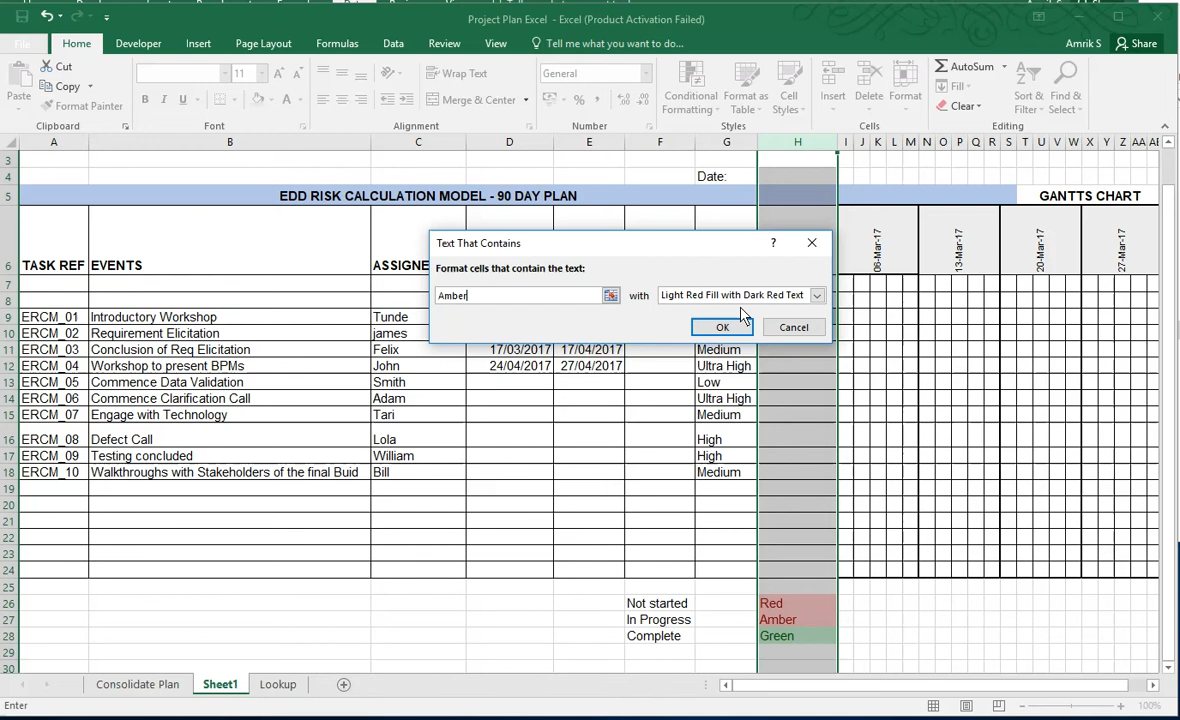 Project Plan Excel - Excel (Product Activation Failed)
File Home Developer Insert Page Layout Formulas Data Review View Tell me what you want to do... Amrik S Share
Cut
Copy
Format Painter
Paste
Clipboard
11
B I U
Font
Wrap Text
Merge & Center
Alignment
General
Number
Conditional Formatting
Format as Table
Cell Styles
Styles
Insert Delete Format
Cells
AutoSum
Fill
Clear
Sort & Filter
Find & Select
Editing
A B C D E F G H I J K L M N O P Q R S T U V W X Y Z AA AE
3
4 Date:
5 EDD RISK CALCULATION MODEL - 90 DAY PLAN GANTTS CHART
6 TASK REF EVENTS ASSIGNE 06-Mar-17 13-Mar-17 20-Mar-17 27-Mar-17
7
8
9 ERCM_01 Introductory Workshop Tunde
10 ERCM_02 Requirement Elicitation james
11 ERCM_03 Conclusion of Req Elicitation Felix 17/03/2017 17/04/2017 Medium
12 ERCM_04 Workshop to present BPMs John 24/04/2017 27/04/2017 Ultra High
13 ERCM_05 Commence Data Validation Smith Low
14 ERCM_06 Commence Clarification Call Adam Ultra High
15 ERCM_07 Engage with Technology Tari Medium
16 ERCM_08 Defect Call Lola High
17 ERCM_09 Testing concluded William High
18 ERCM_10 Walkthroughs with Stakeholders of the final Buid Bill Medium
19
20
21
22
23
24
25
26 Not started Red
27 In Progress Amber
28 Complete Green
29
30
Text That Contains ?
Format cells that contain the text:
Amber with Light Red Fill with Dark Red Text
OK Cancel
Consolidate Plan Sheet1 Lookup
Enter 100%